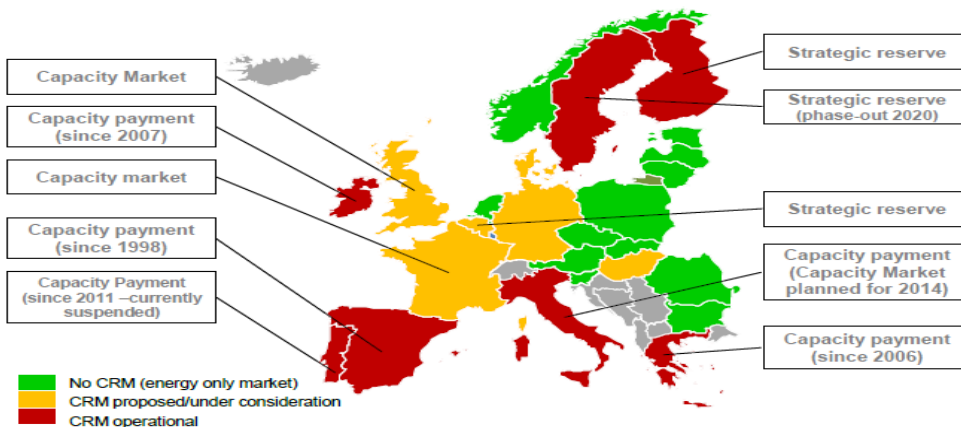 Capacity Market
Capacity payment
(since 2007)
Capacity market
Capacity payment
(since 1998)
Capacity Payment
(since 2011 –currently
suspended)
Strategic reserve
Strategic reserve
(phase-out 2020)
Strategic reserve
Capacity payment
(Capacity Market
planned for 2014)
Capacity payment
(since 2006)
No CRM (energy only market)
CRM proposed/under consideration
CRM operational